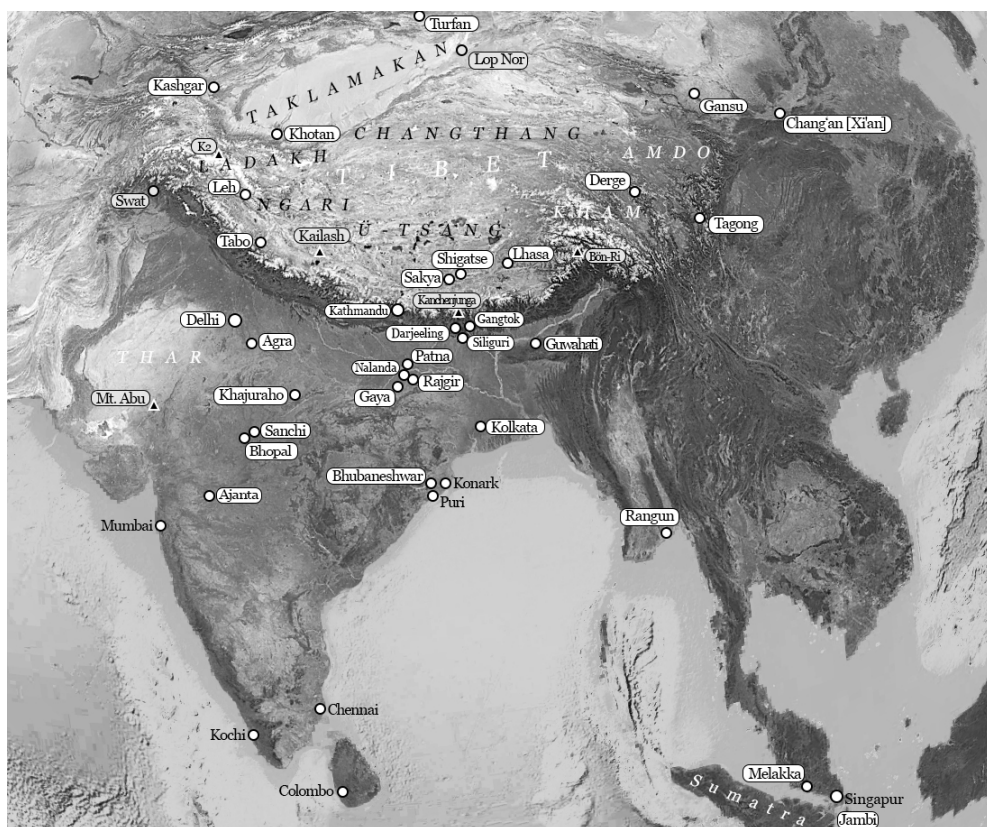 Turfan
Lop Nor
TAKLAMAKAN
Kashgar
Gansu
Chang'an [Xi'an]
Khotan
CHANGTHANG
K2
LADAKH
TIBET
AMDO
Leh
Derge
Swat
NGARI
KHAM
Tagong
Ü-TSANG
Tabo
Kailash
Shigatse
Lhasa
Bön-Ri
Sakya
Kanchenjunga
Kathmandu
Delhi
Gangtok
Darjeeling
Siliguri
Agra
Guwahati
THAR
Patna
Nalanda
Rajgir
Gaya
Khajuraho
Mt. Abu
Sanchi
Kolkata
Bhopal
Bhubaneshwar
Konark
Ajanta
Puri
Mumbai
Rangun
Chennai
Kochi
Melakka
Colombo
Sumatra
Singapur
Jambi